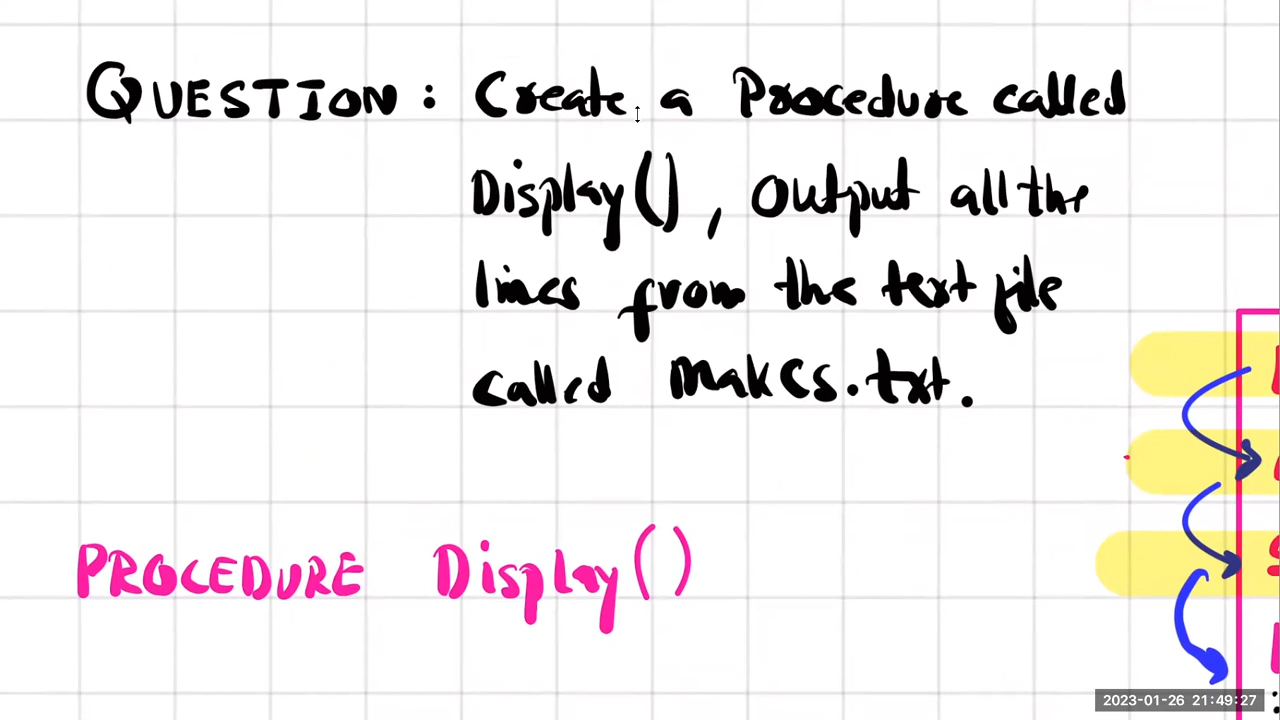 QUESTION: Create a Procedure called
Display(), Output all the
lines from the text file
called Makes.txt.
PROCEDURE Display()
2023-01-26 21:49:27